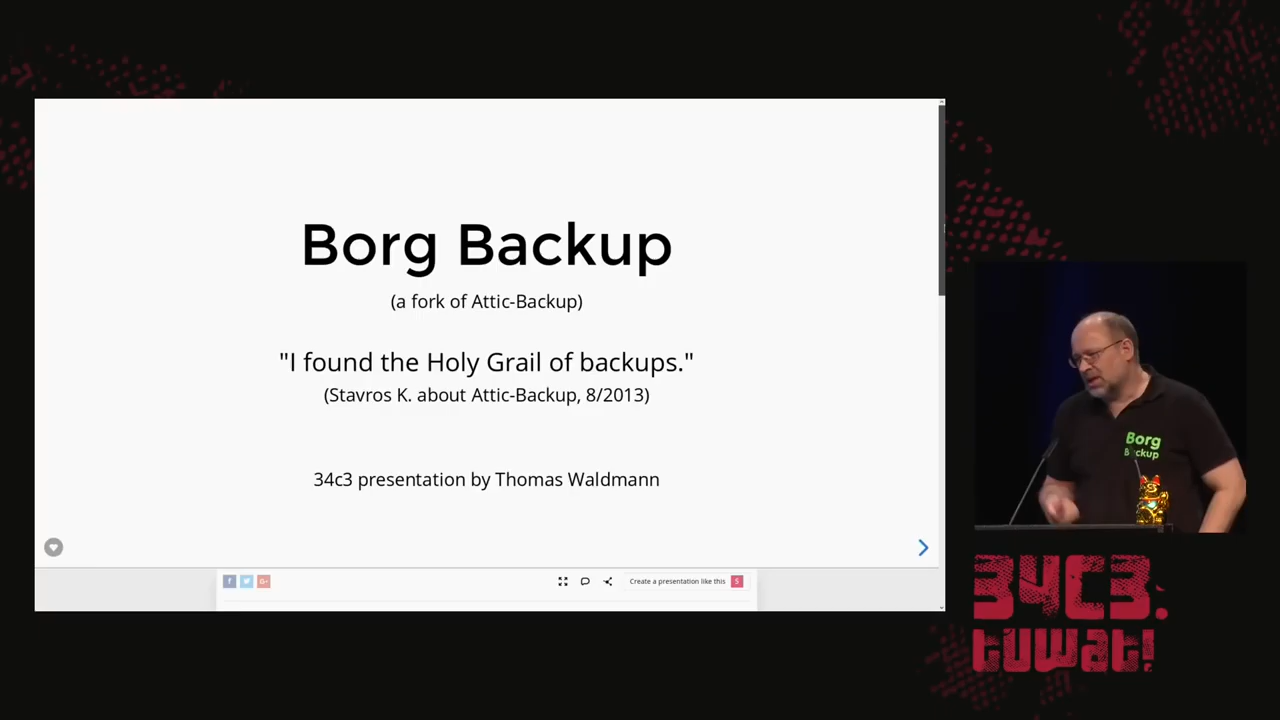 Borg Backup
(a fork of Attic-Backup)
"I found the Holy Grail of backups."
(Stavros K. about Attic-Backup, 8/2013)
34c3 presentation by Thomas Waldmann
Create a presentation like this
S
Borg
Backup
34C3.
tuwat!